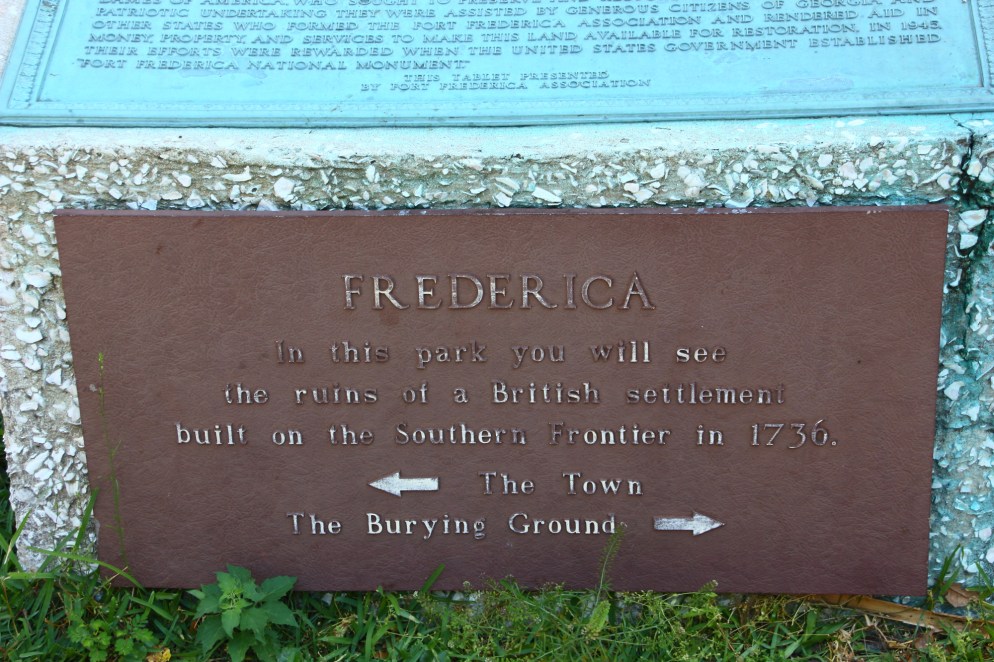 DAMES OF AMERICA, WHO SOUGHT TO PRESERVE
PATRIOTIC UNDERTAKING THEY WERE ASSISTED BY GENEROUS CITIZENS OF GEORGIA AND
OTHER STATES WHO FORMED THE FORT FREDERICA ASSOCIATION AND RENDERED AID IN
MONEY, PROPERTY AND SERVICES TO MAKE THIS LAND AVAILABLE FOR RESTORATION, IN 1945
THEIR EFFORTS WERE REWARDED WHEN THE UNITED STATES GOVERNMENT ESTABLISHED
"FORT FREDERICA NATIONAL MONUMENT"
THIS TABLET PRESENTED
BY FORT FREDERICA ASSOCIATION
FREDERICA
In this park you will see
the ruins of a British settlement
built on the Southern Frontier in 1736.
← The Town
The Burying Ground →